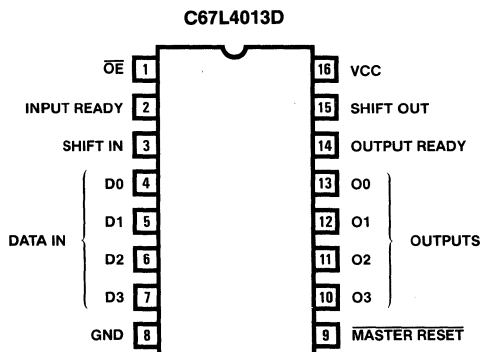 C67L4013D
OE 1 16 VCC
INPUT READY 2 15 SHIFT OUT
SHIFT IN 3 14 OUTPUT READY
D0 4 13 O0
D1 5 12 O1
DATA IN OUTPUTS
D2 6 11 O2
D3 7 10 O3
GND 8 9 MASTER RESET